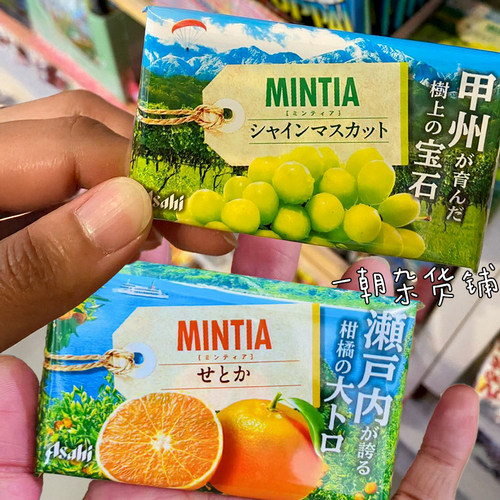 MINTIA
[ミンティア]
シャインマスカット
甲州が育んだ
樹上の宝石
Asahi
一朝杂货铺
MINTIA
[ミンティア]
せとか
瀬戸内が誇る
柑橘の大トロ
Asahi